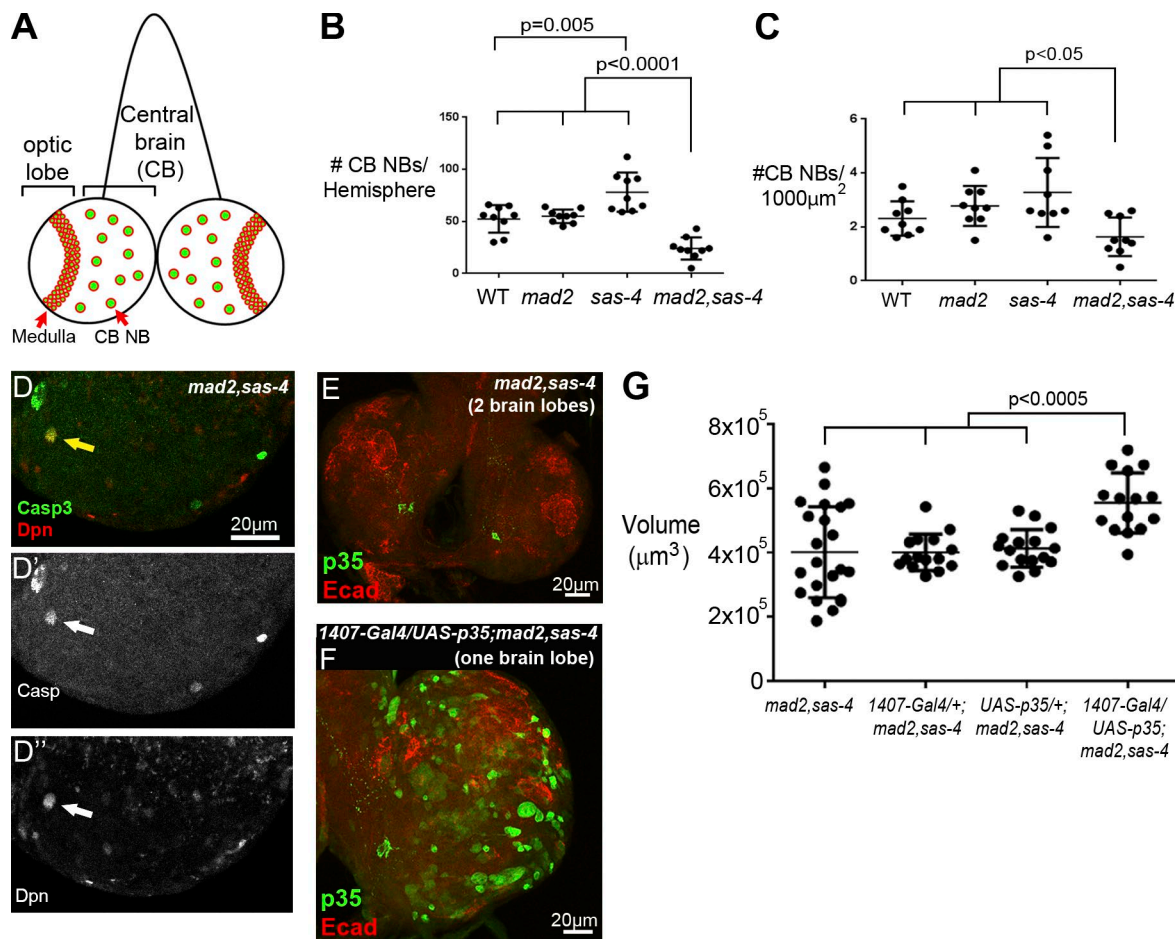 A
Central
brain
(CB)
optic
lobe
Medulla
CB NB
B
p=0.005
p<0.0001
# CB NBs/
Hemisphere
150
100
50
0
WT
mad2
sas-4
mad2,sas-4
C
p<0.05
#CB NBs/
1000µm²
6
4
2
0
WT
mad2
sas-4
mad2,sas-4
D
mad2,sas-4
Casp3
Dpn
20µm
D'
Casp
D''
Dpn
E
mad2,sas-4
(2 brain lobes)
p35
Ecad
20µm
1407-Gal4/UAS-p35;mad2,sas-4
F
(one brain lobe)
p35
Ecad
20µm
G
p<0.0005
Volume
(µm³)
8x10⁵
6x10⁵
4x10⁵
2x10⁵
0
mad2,sas-4
1407-Gal4/+;
mad2,sas-4
UAS-p35/+;
mad2,sas-4
1407-Gal4/
UAS-p35;
mad2,sas-4